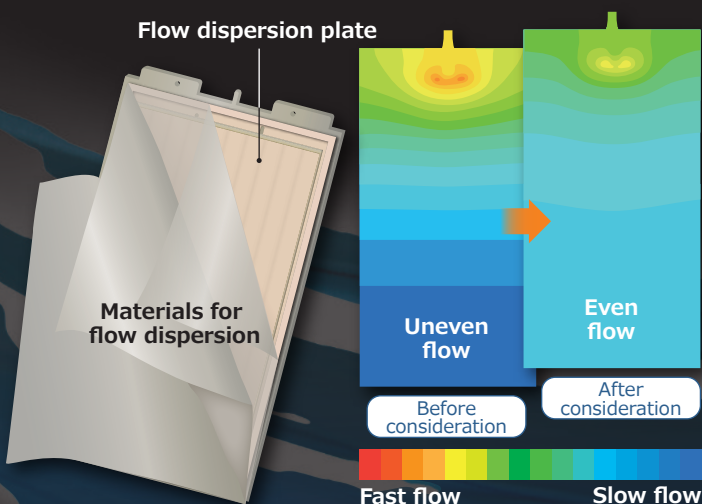 Flow dispersion plate
Materials for
flow dispersion
Uneven
flow
Even
flow
Before
consideration
After
consideration
Fast flow
Slow flow